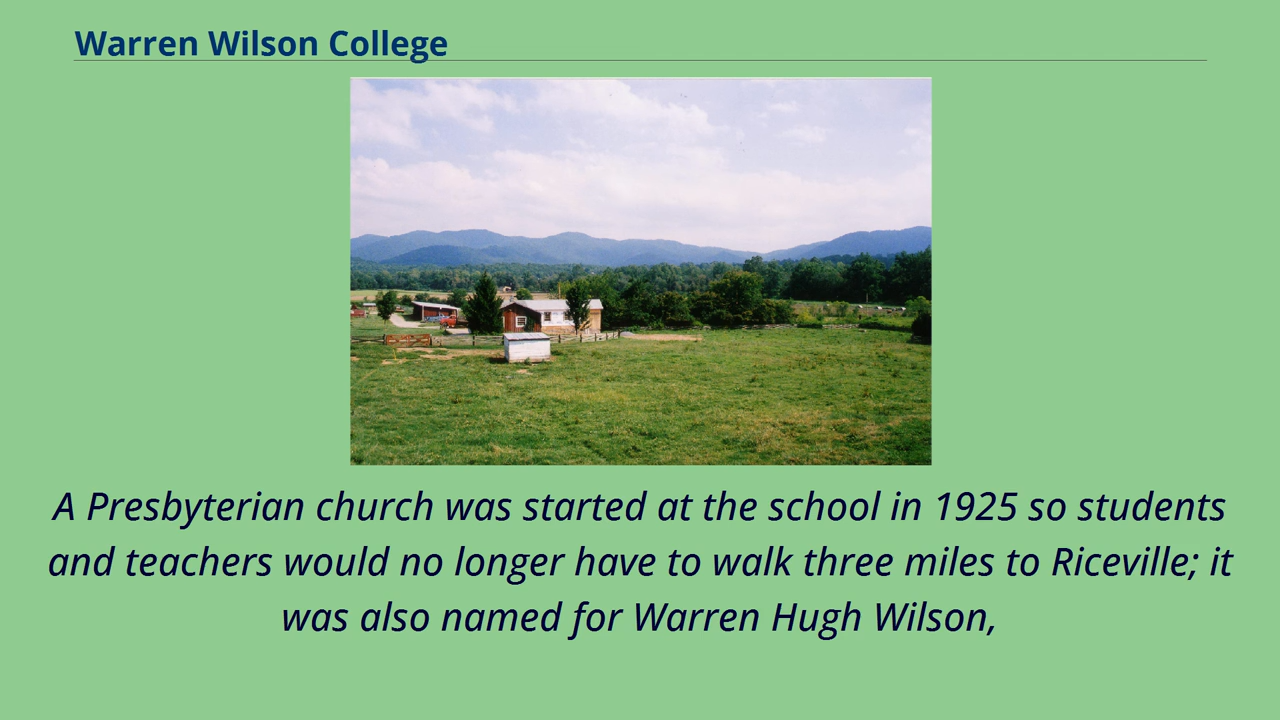 Warren Wilson College
A Presbyterian church was started at the school in 1925 so students
and teachers would no longer have to walk three miles to Riceville; it
was also named for Warren Hugh Wilson,